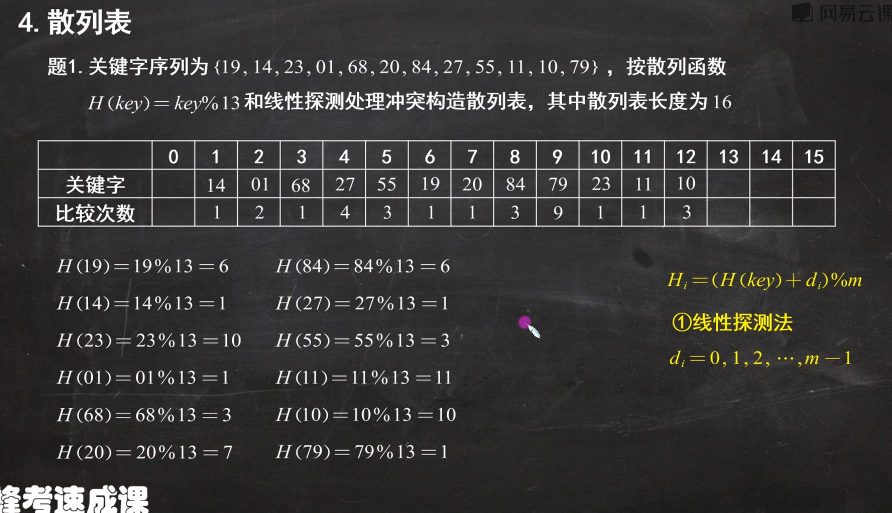 网易云课
4. 散列表
题1. 关键字序列为 {19, 14, 23, 01, 68, 20, 84, 27, 55, 11, 10, 79} ，按散列函数
H(key)=key%13 和线性探测处理冲突构造散列表，其中散列表长度为 16
0 1 2 3 4 5 6 7 8 9 10 11 12 13 14 15
关键字 14 01 68 27 55 19 20 84 79 23 11 10
比较次数 1 2 1 4 3 1 1 3 9 1 1 3
H(19)=19%13=6 H(84)=84%13=6
H(14)=14%13=1 H(27)=27%13=1
H(23)=23%13=10 H(55)=55%13=3
H(01)=01%13=1 H(11)=11%13=11
H(68)=68%13=3 H(10)=10%13=10
H(20)=20%13=7 H(79)=79%13=1
Hᵢ=(H(key)+dᵢ)%m
①线性探测法
dᵢ=0, 1, 2, ⋯, m-1
蜂考速成课